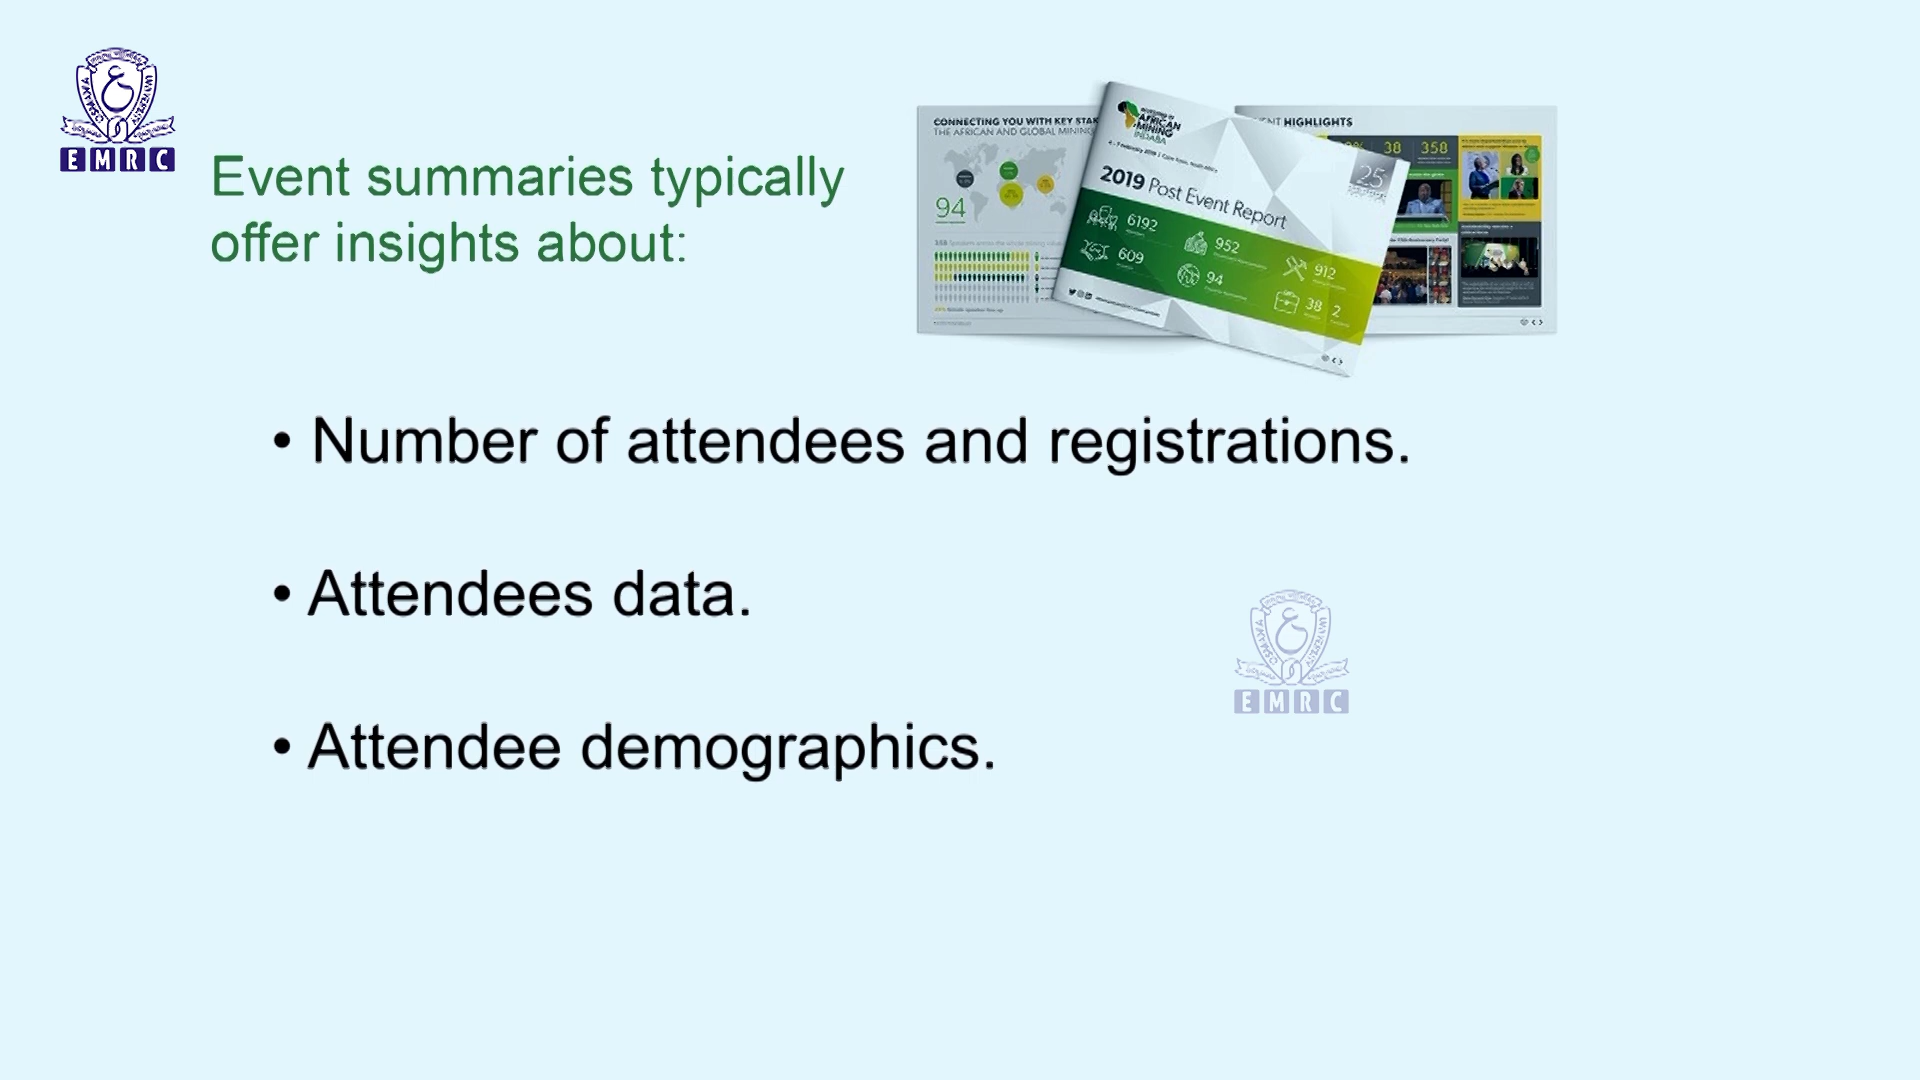 EMRC
Event summaries typically
offer insights about:
CONNECTING YOU WITH KEY
THE AFRICAN AND GLOBAL MINING
94
HIGHLIGHTS
38 358
AFRICAN
MINING
INDABA
25
2019 Post Event Report
6192
952
912
609
94
38 2
• Number of attendees and registrations.
• Attendees data.
• Attendee demographics.
EMRC